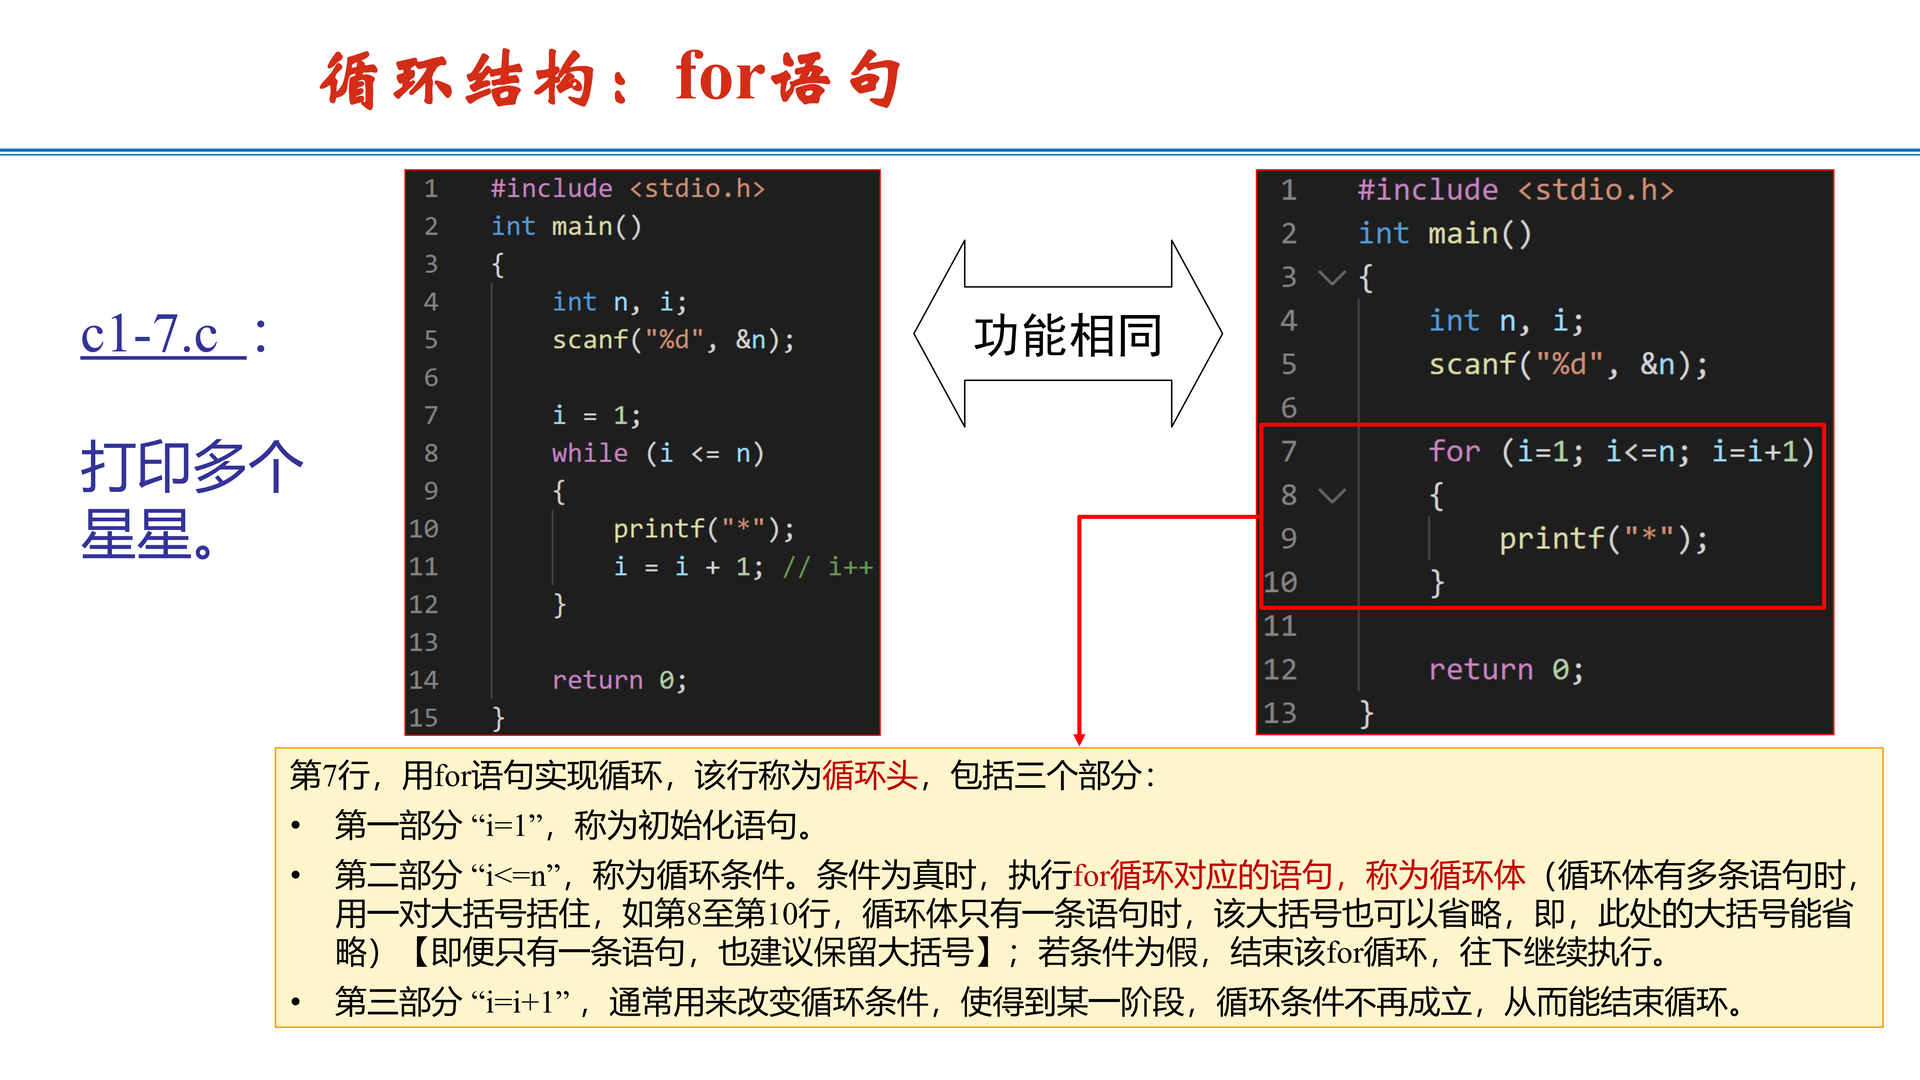 循环结构：for语句
c1-7.c ：
打印多个
星星。
1 #include <stdio.h>
2 int main()
3 {
4     int n, i;
5     scanf("%d", &n);
6
7     i = 1;
8     while (i <= n)
9     {
10         printf("*");
11         i = i + 1; // i++
12     }
13
14     return 0;
15 }
功能相同
1 #include <stdio.h>
2 int main()
3 {
4     int n, i;
5     scanf("%d", &n);
6
7     for (i=1; i<=n; i=i+1)
8     {
9         printf("*");
10     }
11
12     return 0;
13 }
第7行，用for语句实现循环，该行称为循环头，包括三个部分：
• 第一部分 “i=1”，称为初始化语句。
• 第二部分 “i<=n”，称为循环条件。条件为真时，执行for循环对应的语句，称为循环体（循环体有多条语句时，
用一对大括号括住，如第8至第10行，循环体只有一条语句时，该大括号也可以省略，即，此处的大括号能省
略）【即便只有一条语句，也建议保留大括号】；若条件为假，结束该for循环，往下继续执行。
• 第三部分 “i=i+1” ，通常用来改变循环条件，使得到某一阶段，循环条件不再成立，从而能结束循环。